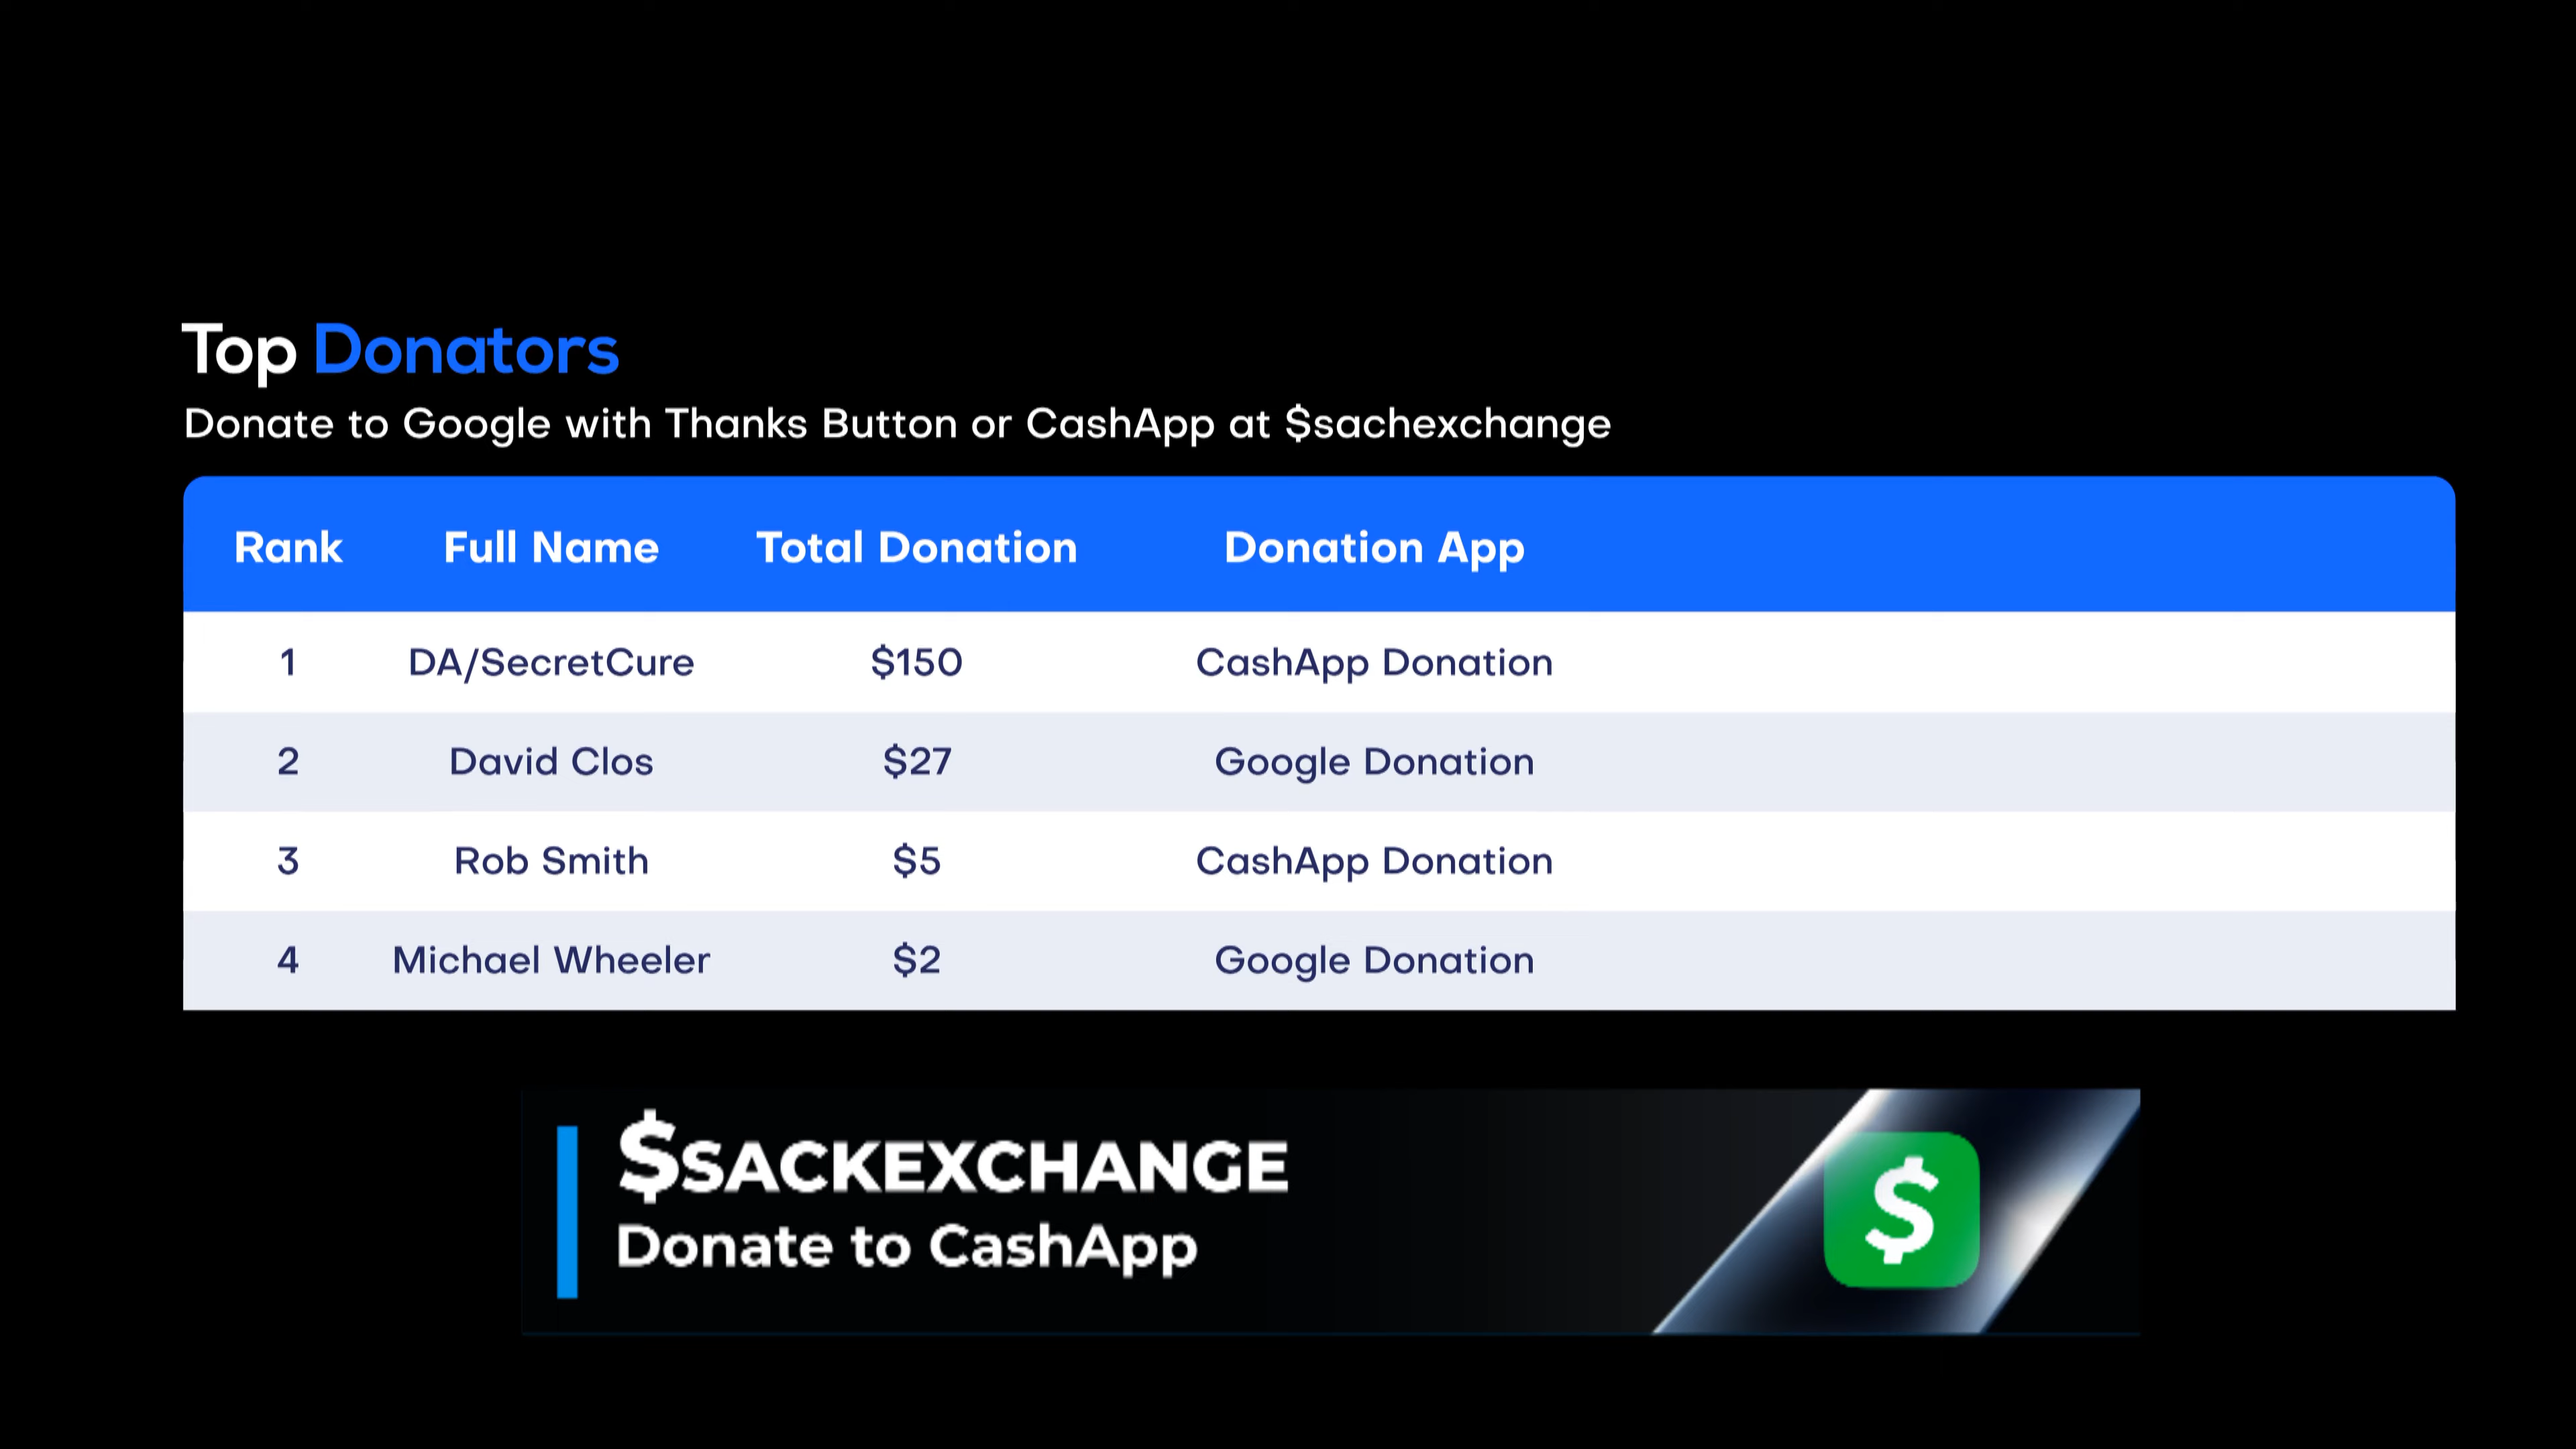 Top Donators
Donate to Google with Thanks Button or CashApp at $sachexchange
Rank Full Name Total Donation Donation App
1 DA/SecretCure $150 CashApp Donation
2 David Clos $27 Google Donation
3 Rob Smith $5 CashApp Donation
4 Michael Wheeler $2 Google Donation
$SACKEXCHANGE
Donate to CashApp
$